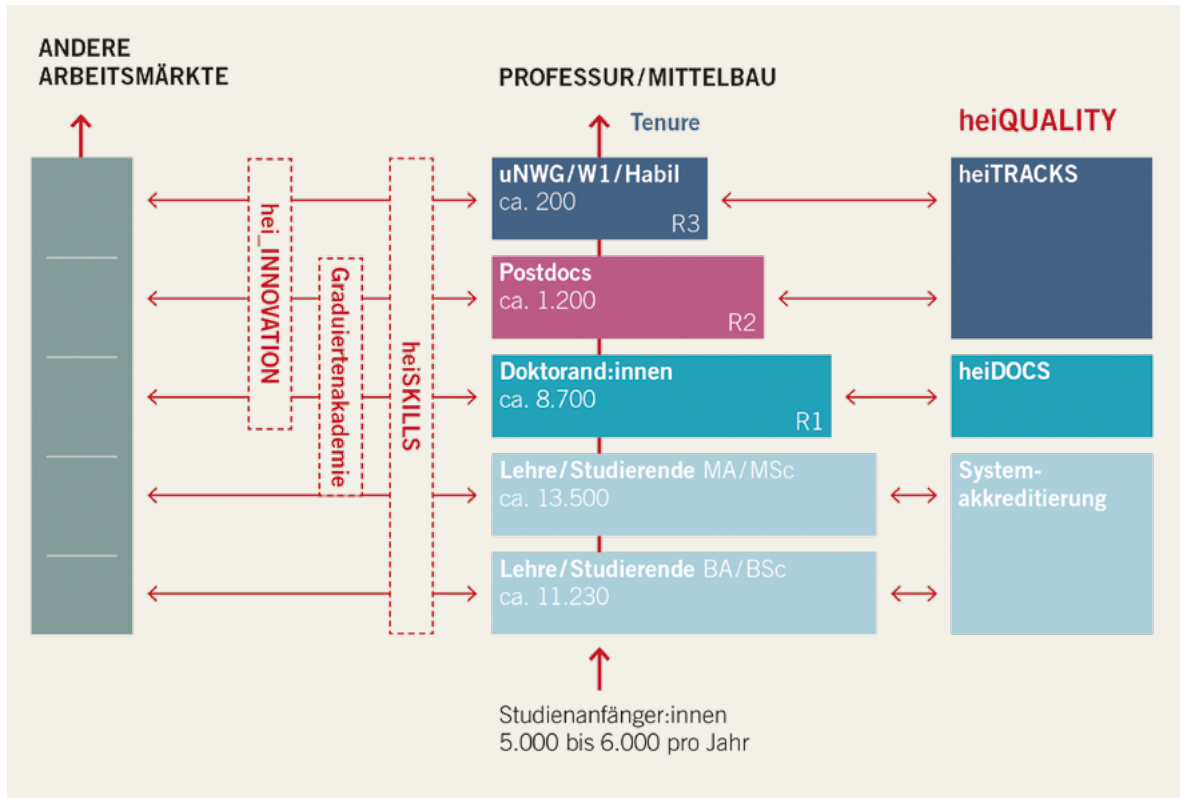 ANDERE
ARBEITSMÄRKTE
PROFESSUR/MITTELBAU
Tenure
heiQUALITY
hei_INNOVATION
Graduiertenakademie
heiSKILLS
uNWG/W1/Habil
ca. 200
R3
heiTRACKS
Postdocs
ca. 1.200
R2
Doktorand:innen
ca. 8.700
R1
heiDOCS
Lehre/Studierende MA/MSc
ca. 13.500
System-
akkreditierung
Lehre/Studierende BA/BSc
ca. 11.230
Studienanfänger:innen
5.000 bis 6.000 pro Jahr